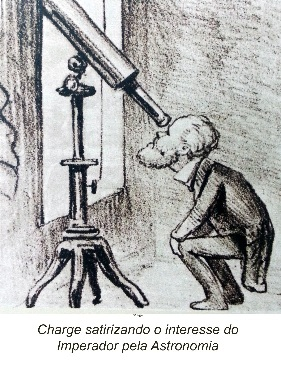 Charge satirizando o interesse do
Imperador pela Astronomia